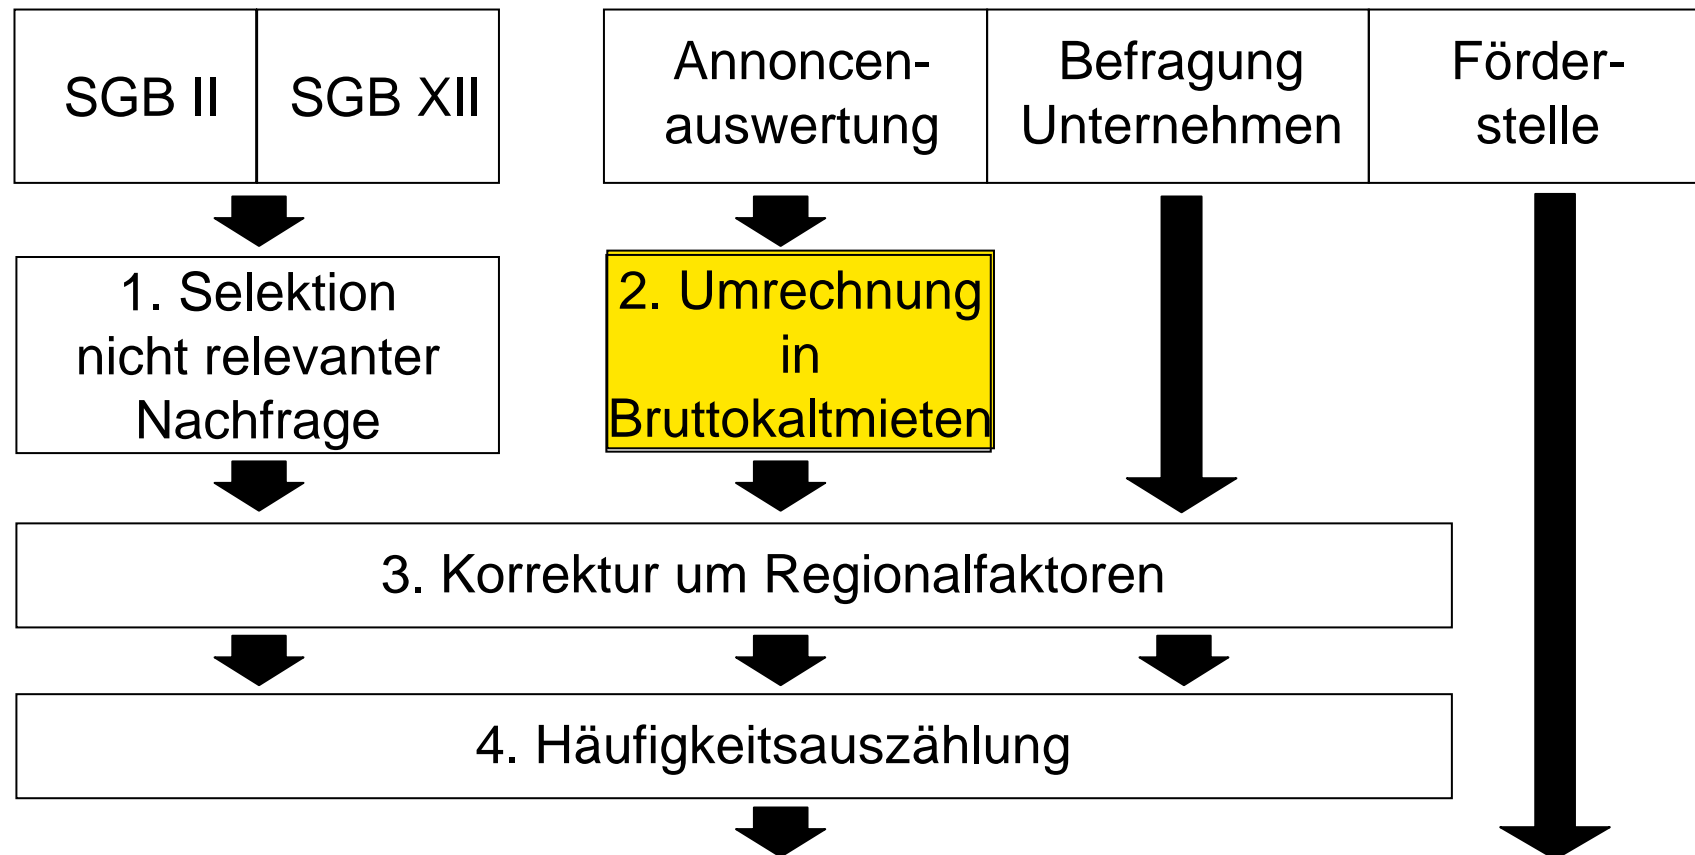 SGB II
SGB XII
Annoncen-
auswertung
Befragung
Unternehmen
Förder-
stelle
1. Selektion
nicht relevanter
Nachfrage
2. Umrechnung
in
Bruttokaltmieten
3. Korrektur um Regionalfaktoren
4. Häufigkeitsauszählung